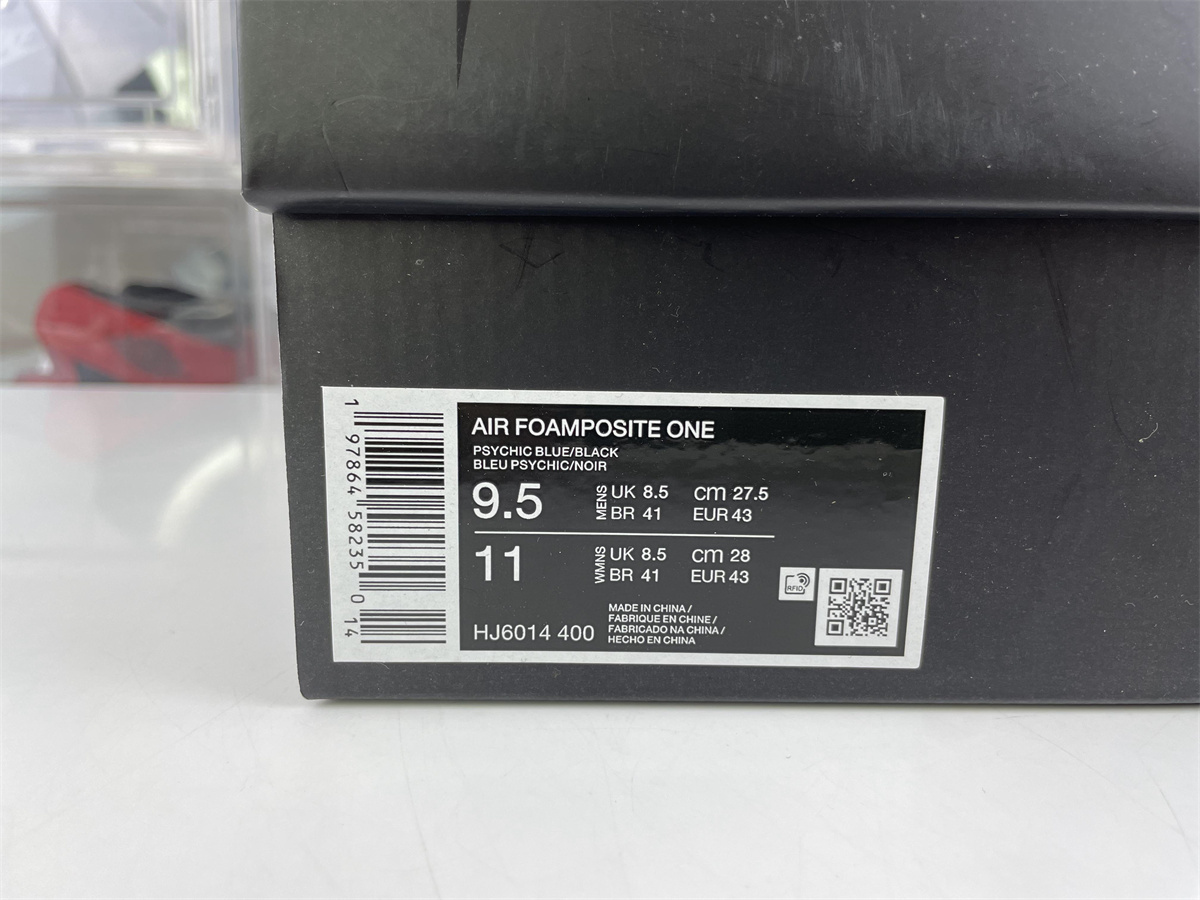 1 97864 58235 0 14
AIR FOAMPOSITE ONE
PSYCHIC BLUE/BLACK
BLEU PSYCHIC/NOIR
9.5 MENS UK 8.5 cm 27.5
BR 41 EUR 43
11 WMNS UK 8.5 cm 28
BR 41 EUR 43
RFID
HJ6014 400
MADE IN CHINA /
FABRIQUE EN CHINE /
FABRICADO NA CHINA /
HECHO EN CHINA